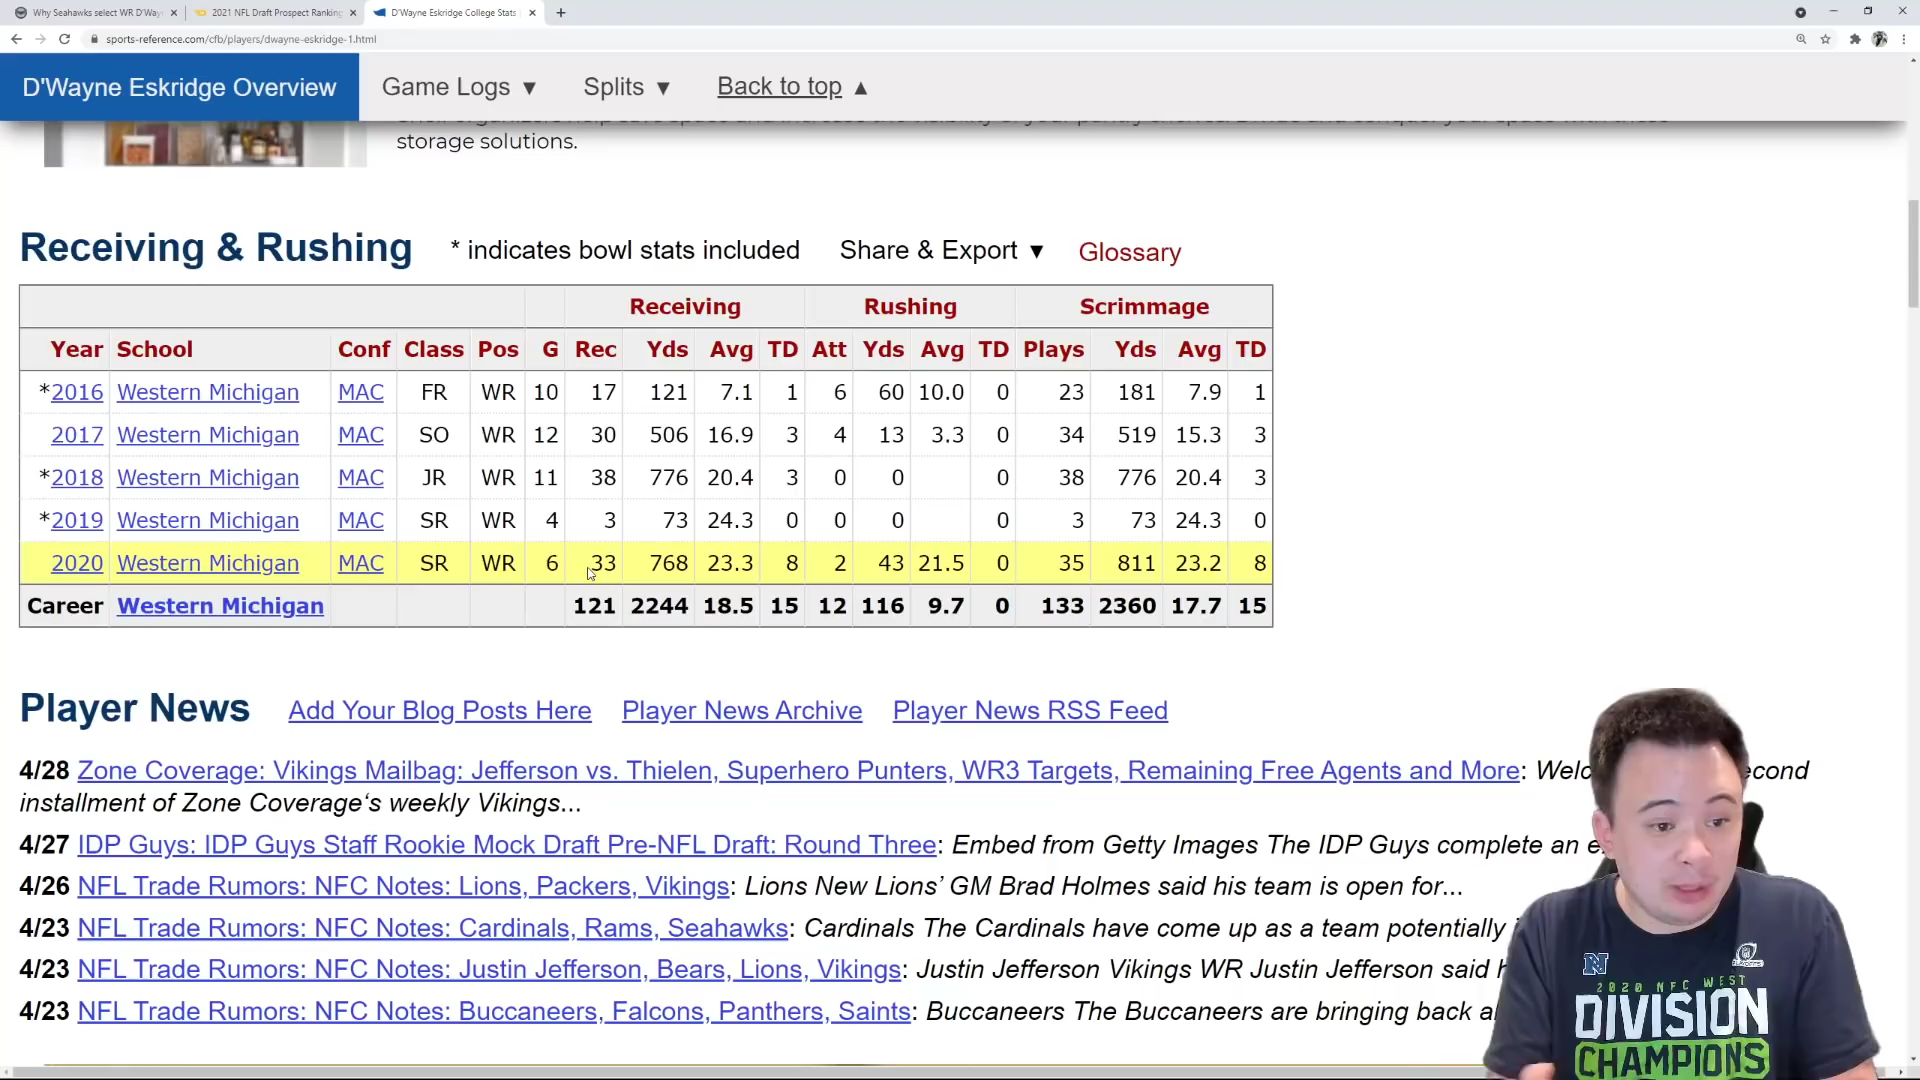 Why Seahawks select WR D'Way
2021 NFL Draft Prospect Ranking
D'Wayne Eskridge College Stats
sports-reference.com/cfb/players/dwayne-eskridge-1.html
D'Wayne Eskridge Overview Game Logs ▼ Splits ▼ Back to top ▲
storage solutions.
Receiving & Rushing * indicates bowl stats included Share & Export ▼ Glossary
Receiving Rushing Scrimmage
Year School Conf Class Pos G Rec Yds Avg TD Att Yds Avg TD Plays Yds Avg TD
*2016 Western Michigan MAC FR WR 10 17 121 7.1 1 6 60 10.0 0 23 181 7.9 1
2017 Western Michigan MAC SO WR 12 30 506 16.9 3 4 13 3.3 0 34 519 15.3 3
*2018 Western Michigan MAC JR WR 11 38 776 20.4 3 0 0 0 38 776 20.4 3
*2019 Western Michigan MAC SR WR 4 3 73 24.3 0 0 0 0 3 73 24.3 0
2020 Western Michigan MAC SR WR 6 33 768 23.3 8 2 43 21.5 0 35 811 23.2 8
Career Western Michigan 121 2244 18.5 15 12 116 9.7 0 133 2360 17.7 15
Player News Add Your Blog Posts Here Player News Archive Player News RSS Feed
4/28 Zone Coverage: Vikings Mailbag: Jefferson vs. Thielen, Superhero Punters, WR3 Targets, Remaining Free Agents and More: Welc econd
installment of Zone Coverage's weekly Vikings...
4/27 IDP Guys: IDP Guys Staff Rookie Mock Draft Pre-NFL Draft: Round Three: Embed from Getty Images The IDP Guys complete an e
4/26 NFL Trade Rumors: NFC Notes: Lions, Packers, Vikings: Lions New Lions' GM Brad Holmes said his team is open for...
4/23 NFL Trade Rumors: NFC Notes: Cardinals, Rams, Seahawks: Cardinals The Cardinals have come up as a team potentially i
4/23 NFL Trade Rumors: NFC Notes: Justin Jefferson, Bears, Lions, Vikings: Justin Jefferson Vikings WR Justin Jefferson said h
4/23 NFL Trade Rumors: NFC Notes: Buccaneers, Falcons, Panthers, Saints: Buccaneers The Buccaneers are bringing back a
2020 NFC WEST
DIVISION
CHAMPIONS